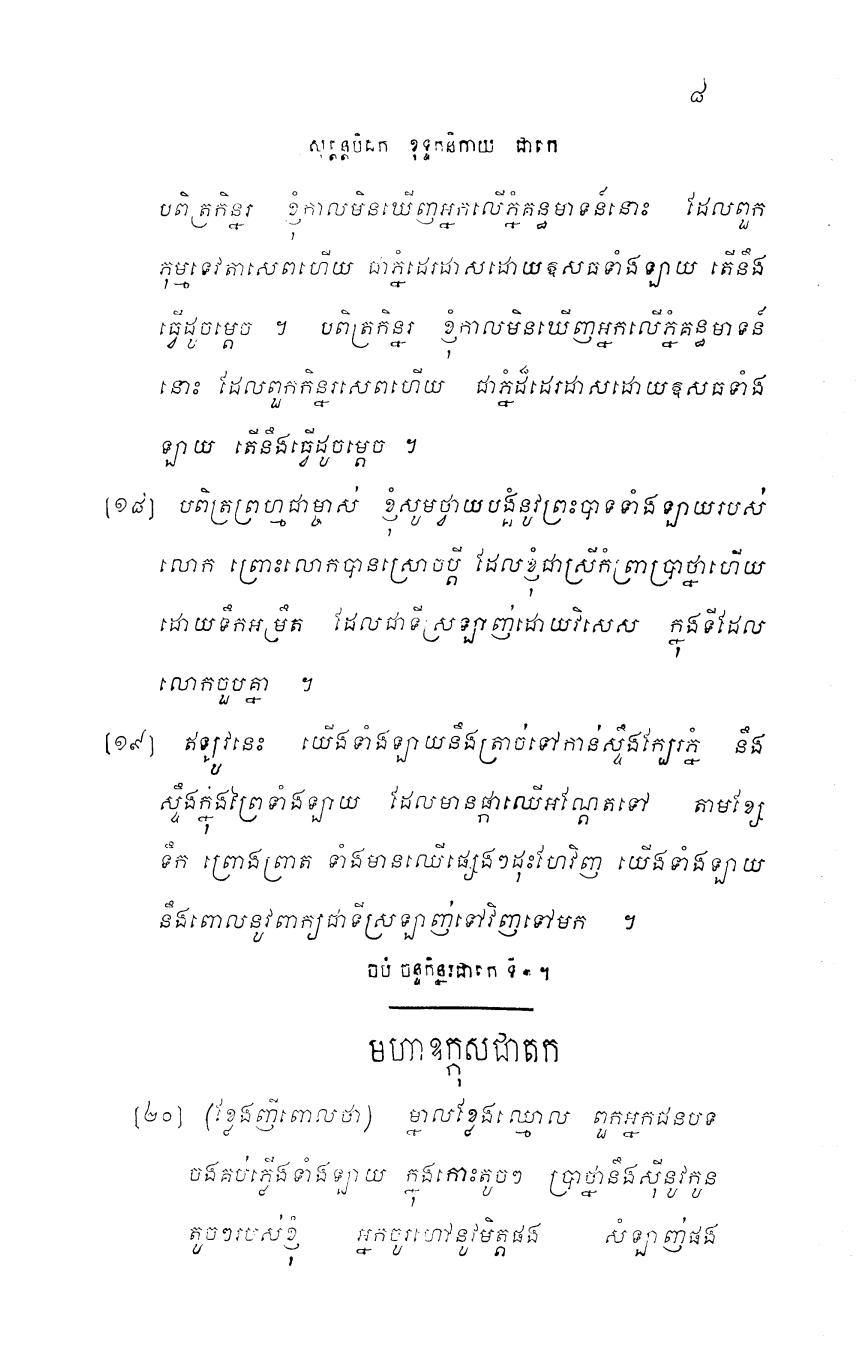 ៨
សុត្តន្តបិដក ខុទ្ទកនិកាយ ជាតក
បពិត្រកិន្នរ ខ្ញុំកាលមិនឃើញអ្នកលើភ្នំគន្ធមាទន៍នោះ ដែលពួក
ភុម្មទេវតាសេពហើយ ជាភ្នំដេរដាសដោយឱសធទាំងឡាយ តើនឹង
ធ្វើដូចម្តេច ។ បពិត្រកិន្នរ ខ្ញុំកាលមិនឃើញអ្នកលើភ្នំគន្ធមាទន៍
នោះ ដែលពួកកិន្នរសេពហើយ ជាភ្នំដ៏ដេរដាសដោយឱសធទាំង
ឡាយ តើនឹងធ្វើដូចម្តេច ។
[១៨] បពិត្រព្រហ្មជាម្ចាស់ ខ្ញុំសូមថ្វាយបង្គំនូវព្រះបាទទាំងឡាយរបស់
លោក ព្រោះលោកបានស្រោចប្តី ដែលខ្ញុំជាស្រីកំព្រាប្រាថ្នាហើយ
ដោយទឹកអម្រឹត ដែលជាទីស្រឡាញ់ដោយវិសេស ក្នុងទីដែល
លោកចួបគ្នា ។
[១៩] ឥឡូវនេះ យើងទាំងឡាយនឹងត្រាច់ទៅកាន់ស្ទឹងក្បែរភ្នំ នឹង
ស្ទឹងក្នុងព្រៃទាំងឡាយ ដែលមានផ្កាឈើអណ្តែតទៅ តាមខ្សែ
ទឹក ព្រោងព្រាត ទាំងមានឈើផ្សេងៗដុះហែវិញ យើងទាំងឡាយ
នឹងពោលនូវពាក្យជាទីស្រឡាញ់ទៅវិញទៅមក ។
ចប់ ចន្ទកិន្នរជាតក ទី១។
មហាឧក្កុសជាតក
[២០] (ខ្លែងញីពោលថា) ម្នាលខ្លែងឈ្មោល ពួកអ្នកជនបទ
ចងគប់ភ្លើងទាំងឡាយ ក្នុងកោះតូចៗ ប្រាថ្នានឹងស៊ីនូវកូន
តូចៗរបស់ខ្ញុំ អ្នកចូរហៅនូវមិត្តផង សំឡាញ់ផង